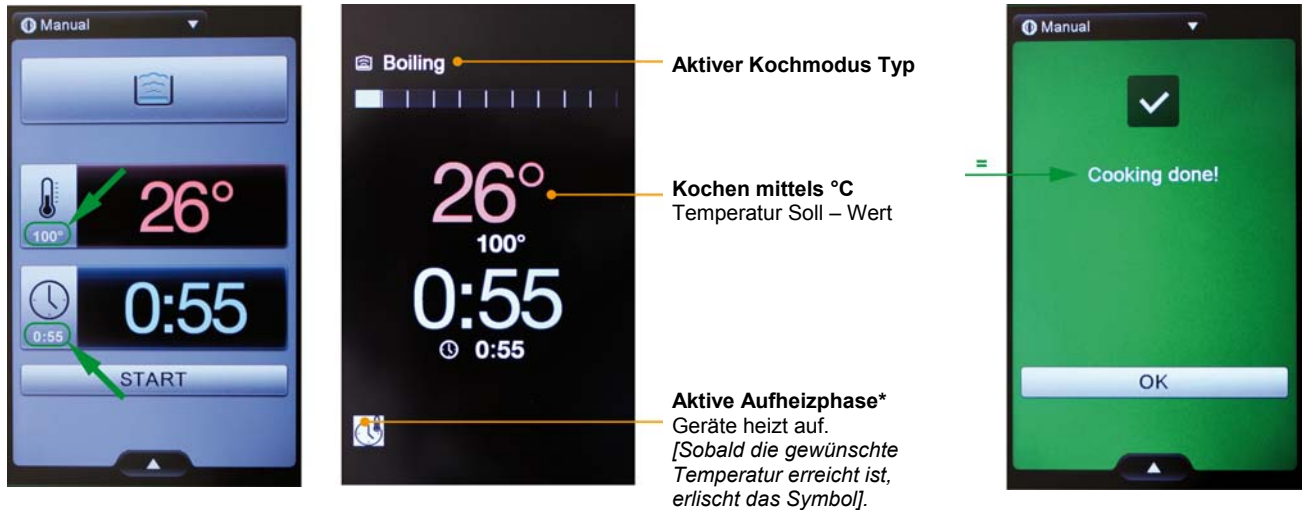 Manual
26°
100°
0:55
0:55
START
Boiling
26°
100°
0:55
0:55
Aktiver Kochmodus Typ
Kochen mittels °C
Temperatur Soll – Wert
Aktive Aufheizphase*
Geräte heizt auf.
[Sobald die gewünschte
Temperatur erreicht ist,
erlischt das Symbol].
=
Manual
Cooking done!
OK